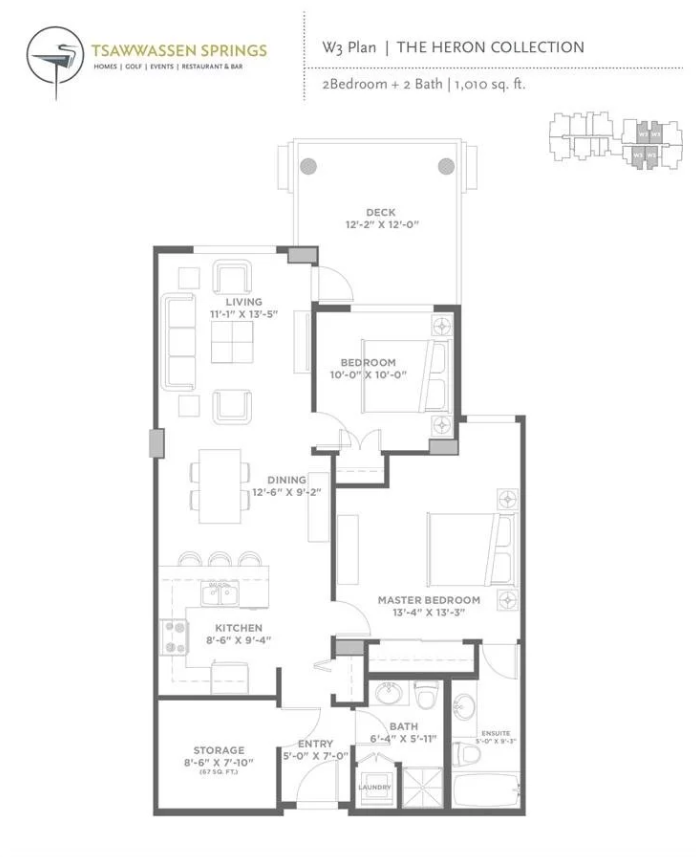 TSAWWASSEN SPRINGS
HOMES | GOLF | EVENTS | RESTAURANT & BAR
W3 Plan | THE HERON COLLECTION
2Bedroom + 2 Bath | 1,010 sq. ft.
W3 W3
W3 W3
DECK
12'-2" X 12'-0"
LIVING
11'-1" X 13'-5"
BEDROOM
10'-0" X 10'-0"
DINING
12'-6" X 9'-2"
MASTER BEDROOM
13'-4" X 13'-3"
KITCHEN
8'-6" X 9'-4"
BATH
6'-4" X 5'-11"
ENSUITE
5'-0" X 9'-3"
STORAGE
8'-6" X 7'-10"
(67 SQ. FT.)
ENTRY
5'-0" X 7'-0"
LAUNDRY